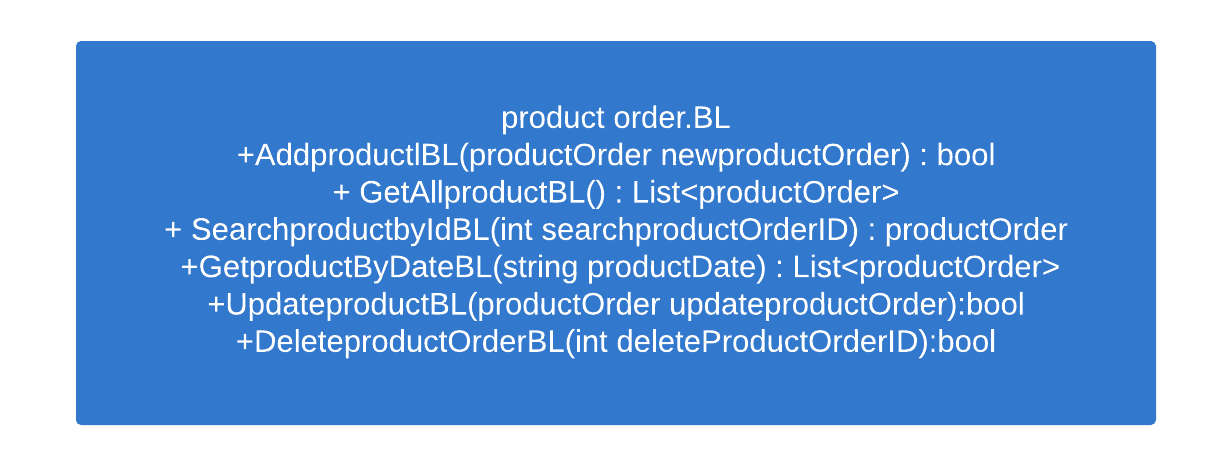 product order.BL
+AddproductlBL(productOrder newproductOrder) : bool
+ GetAllproductBL() : List<productOrder>
+ SearchproductbyIdBL(int searchproductOrderID) : productOrder
+GetproductByDateBL(string productDate) : List<productOrder>
+UpdateproductBL(productOrder updateproductOrder):bool
+DeleteproductOrderBL(int deleteProductOrderID):bool